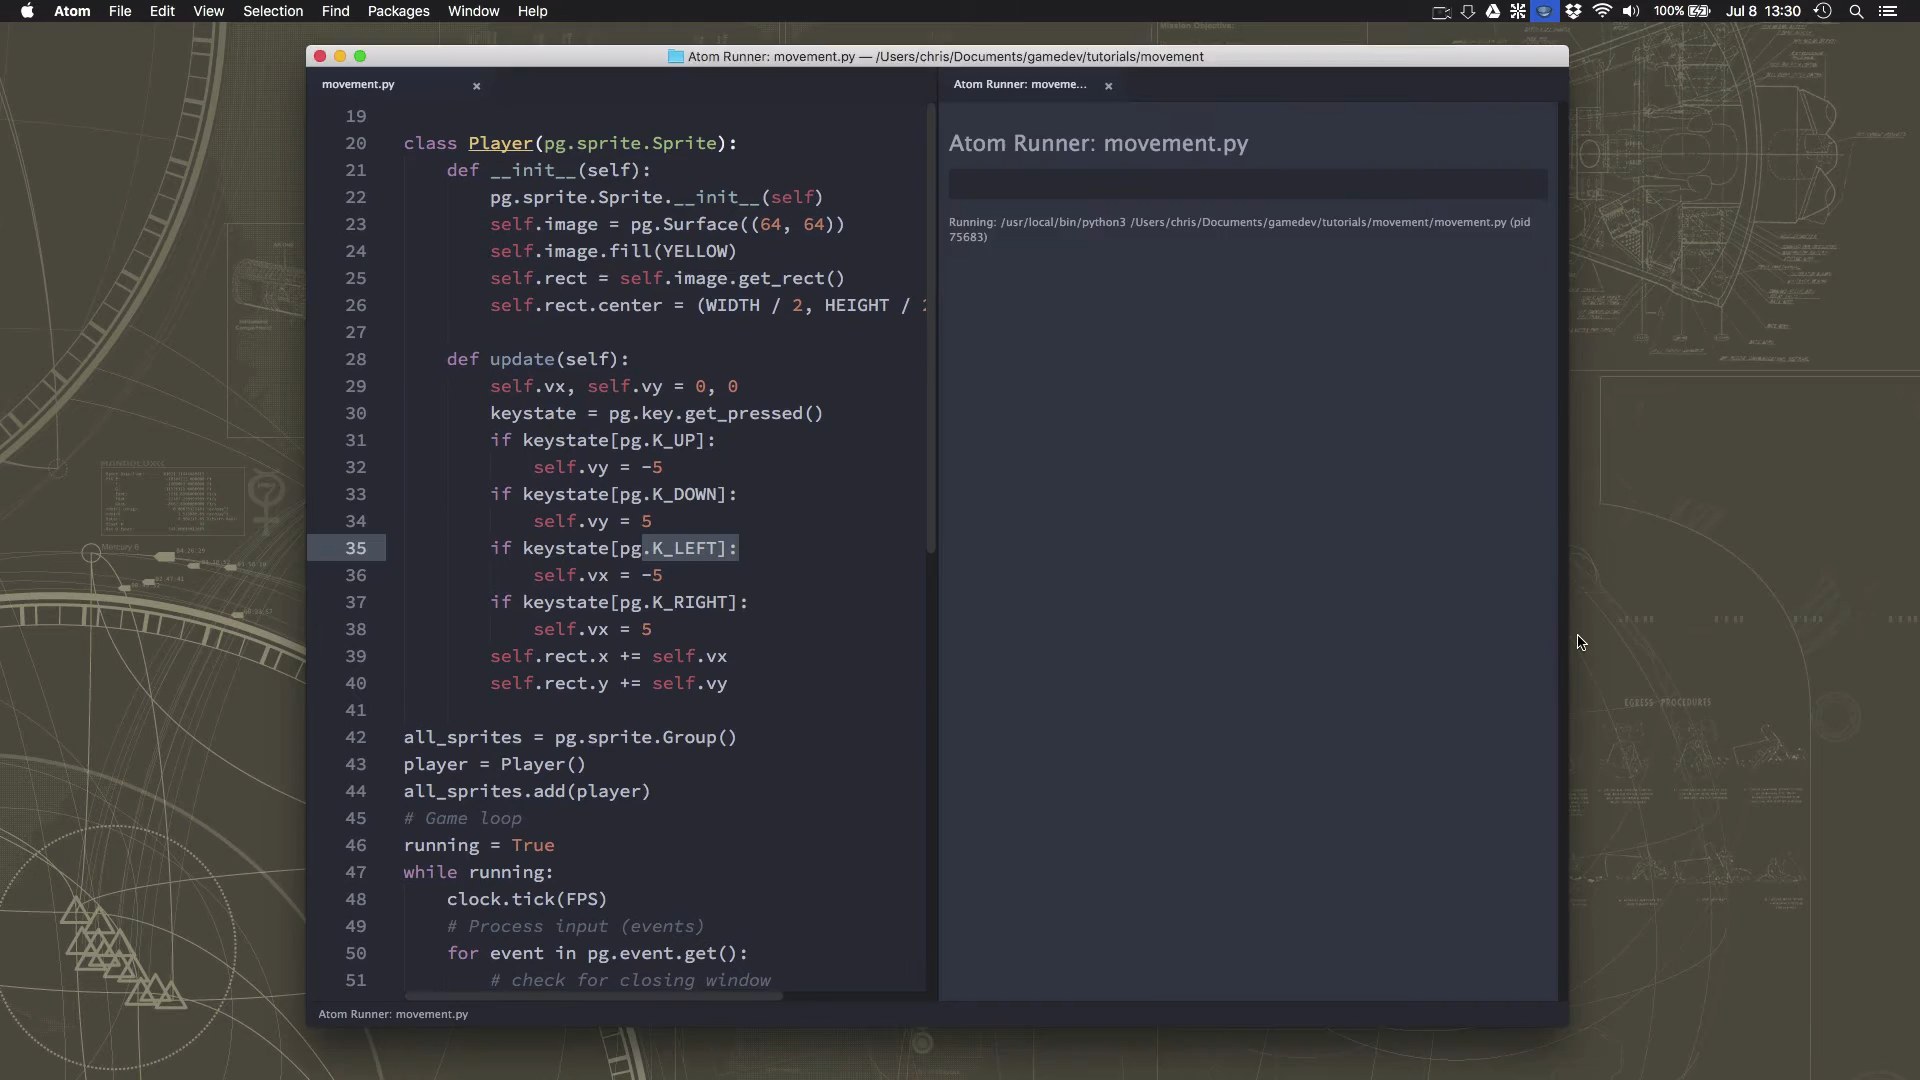 Atom File Edit View Selection Find Packages Window Help
100% Jul 8 13:30
Atom Runner: movement.py — /Users/chris/Documents/gamedev/tutorials/movement
movement.py
Atom Runner: moveme...
19
20 class Player(pg.sprite.Sprite):
21 def __init__(self):
22 pg.sprite.Sprite.__init__(self)
23 self.image = pg.Surface((64, 64))
24 self.image.fill(YELLOW)
25 self.rect = self.image.get_rect()
26 self.rect.center = (WIDTH / 2, HEIGHT / 2
27
28 def update(self):
29 self.vx, self.vy = 0, 0
30 keystate = pg.key.get_pressed()
31 if keystate[pg.K_UP]:
32 self.vy = -5
33 if keystate[pg.K_DOWN]:
34 self.vy = 5
35 if keystate[pg.K_LEFT]:
36 self.vx = -5
37 if keystate[pg.K_RIGHT]:
38 self.vx = 5
39 self.rect.x += self.vx
40 self.rect.y += self.vy
41
42 all_sprites = pg.sprite.Group()
43 player = Player()
44 all_sprites.add(player)
45 # Game loop
46 running = True
47 while running:
48 clock.tick(FPS)
49 # Process input (events)
50 for event in pg.event.get():
51 # check for closing window
Atom Runner: movement.py
Running: /usr/local/bin/python3 /Users/chris/Documents/gamedev/tutorials/movement/movement.py (pid
75683)
Atom Runner: movement.py
Mission Objective:
Mercury 6
EGRESS PROCEDURES